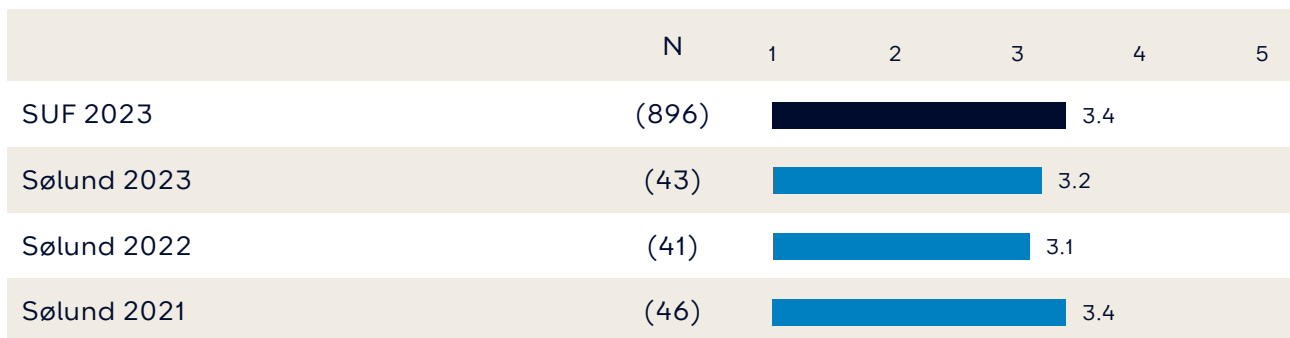 N 1 2 3 4 5
SUF 2023 (896) 3.4
Sølund 2023 (43) 3.2
Sølund 2022 (41) 3.1
Sølund 2021 (46) 3.4